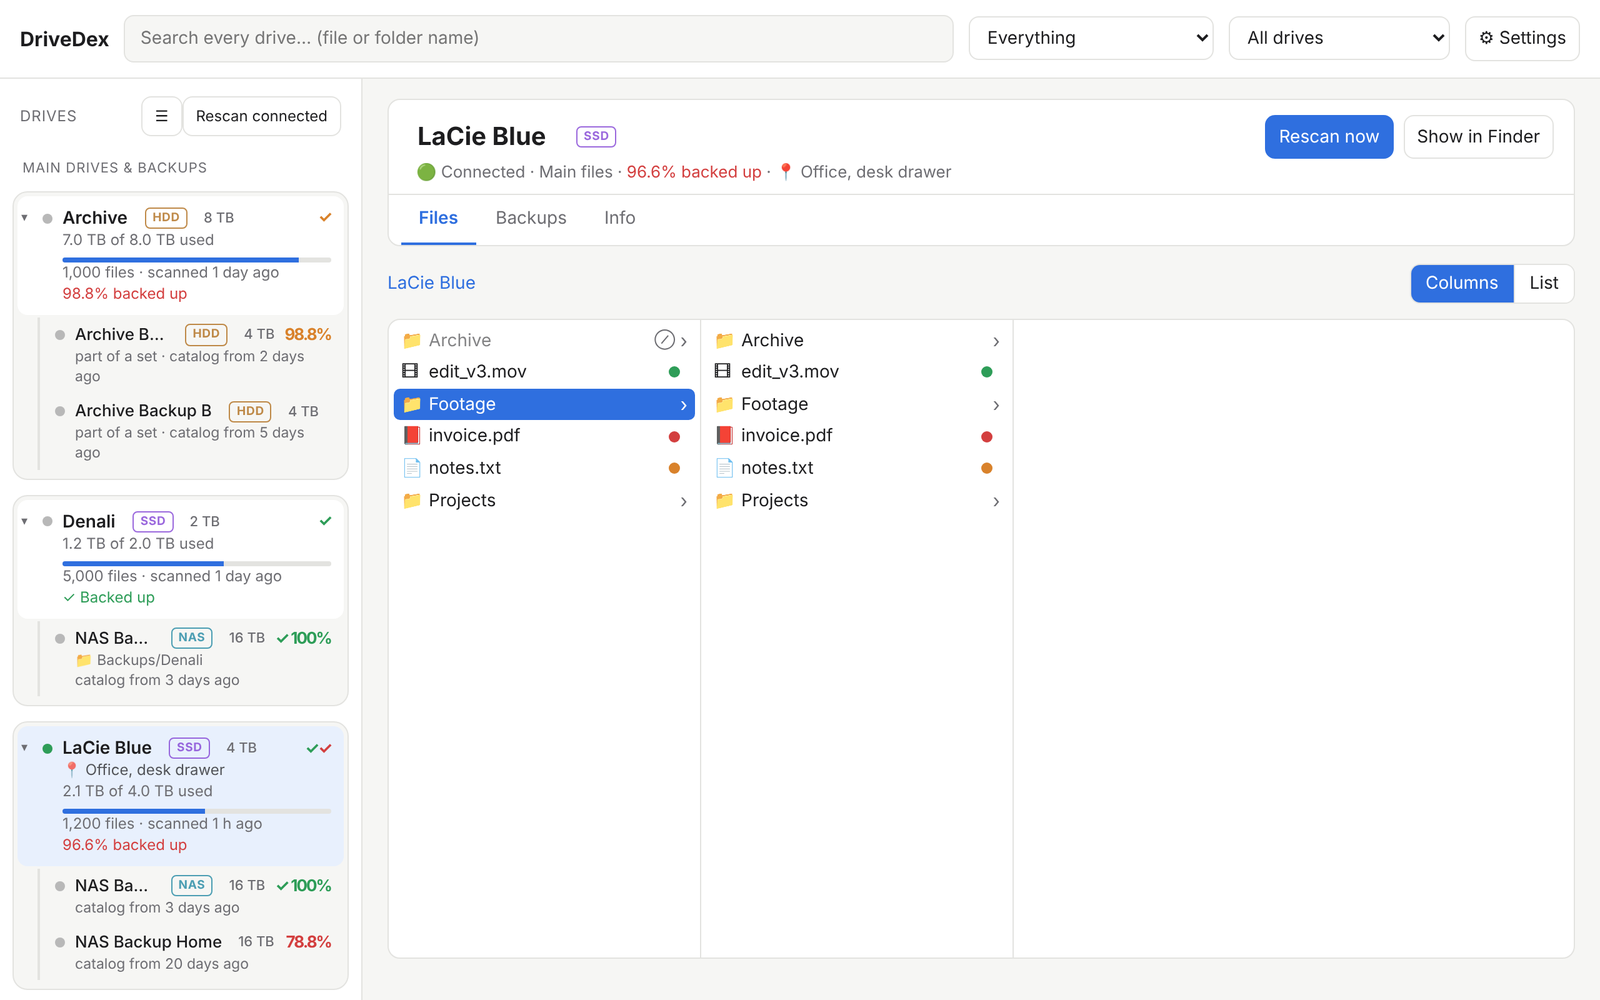 DriveDex
Search every drive... (file or folder name)
Everything
All drives
⚙ Settings
DRIVES
☰
Rescan connected
MAIN DRIVES & BACKUPS
Archive HDD 8 TB ✓
7.0 TB of 8.0 TB used
1,000 files · scanned 1 day ago
98.8% backed up
Archive B... HDD 4 TB 98.8%
part of a set · catalog from 2 days
ago
Archive Backup B HDD 4 TB
part of a set · catalog from 5 days
ago
Denali SSD 2 TB ✓
1.2 TB of 2.0 TB used
5,000 files · scanned 1 day ago
✓ Backed up
NAS Ba... NAS 16 TB ✓100%
📁 Backups/Denali
catalog from 3 days ago
LaCie Blue SSD 4 TB ✓✓
📍 Office, desk drawer
2.1 TB of 4.0 TB used
1,200 files · scanned 1 h ago
96.6% backed up
NAS Ba... NAS 16 TB ✓100%
catalog from 3 days ago
NAS Backup Home 16 TB 78.8%
catalog from 20 days ago
LaCie Blue SSD
Rescan now
Show in Finder
🟢 Connected · Main files · 96.6% backed up · 📍 Office, desk drawer
Files Backups Info
LaCie Blue
Columns List
Archive
edit_v3.mov
Footage
invoice.pdf
notes.txt
Projects
Archive
edit_v3.mov
Footage
invoice.pdf
notes.txt
Projects